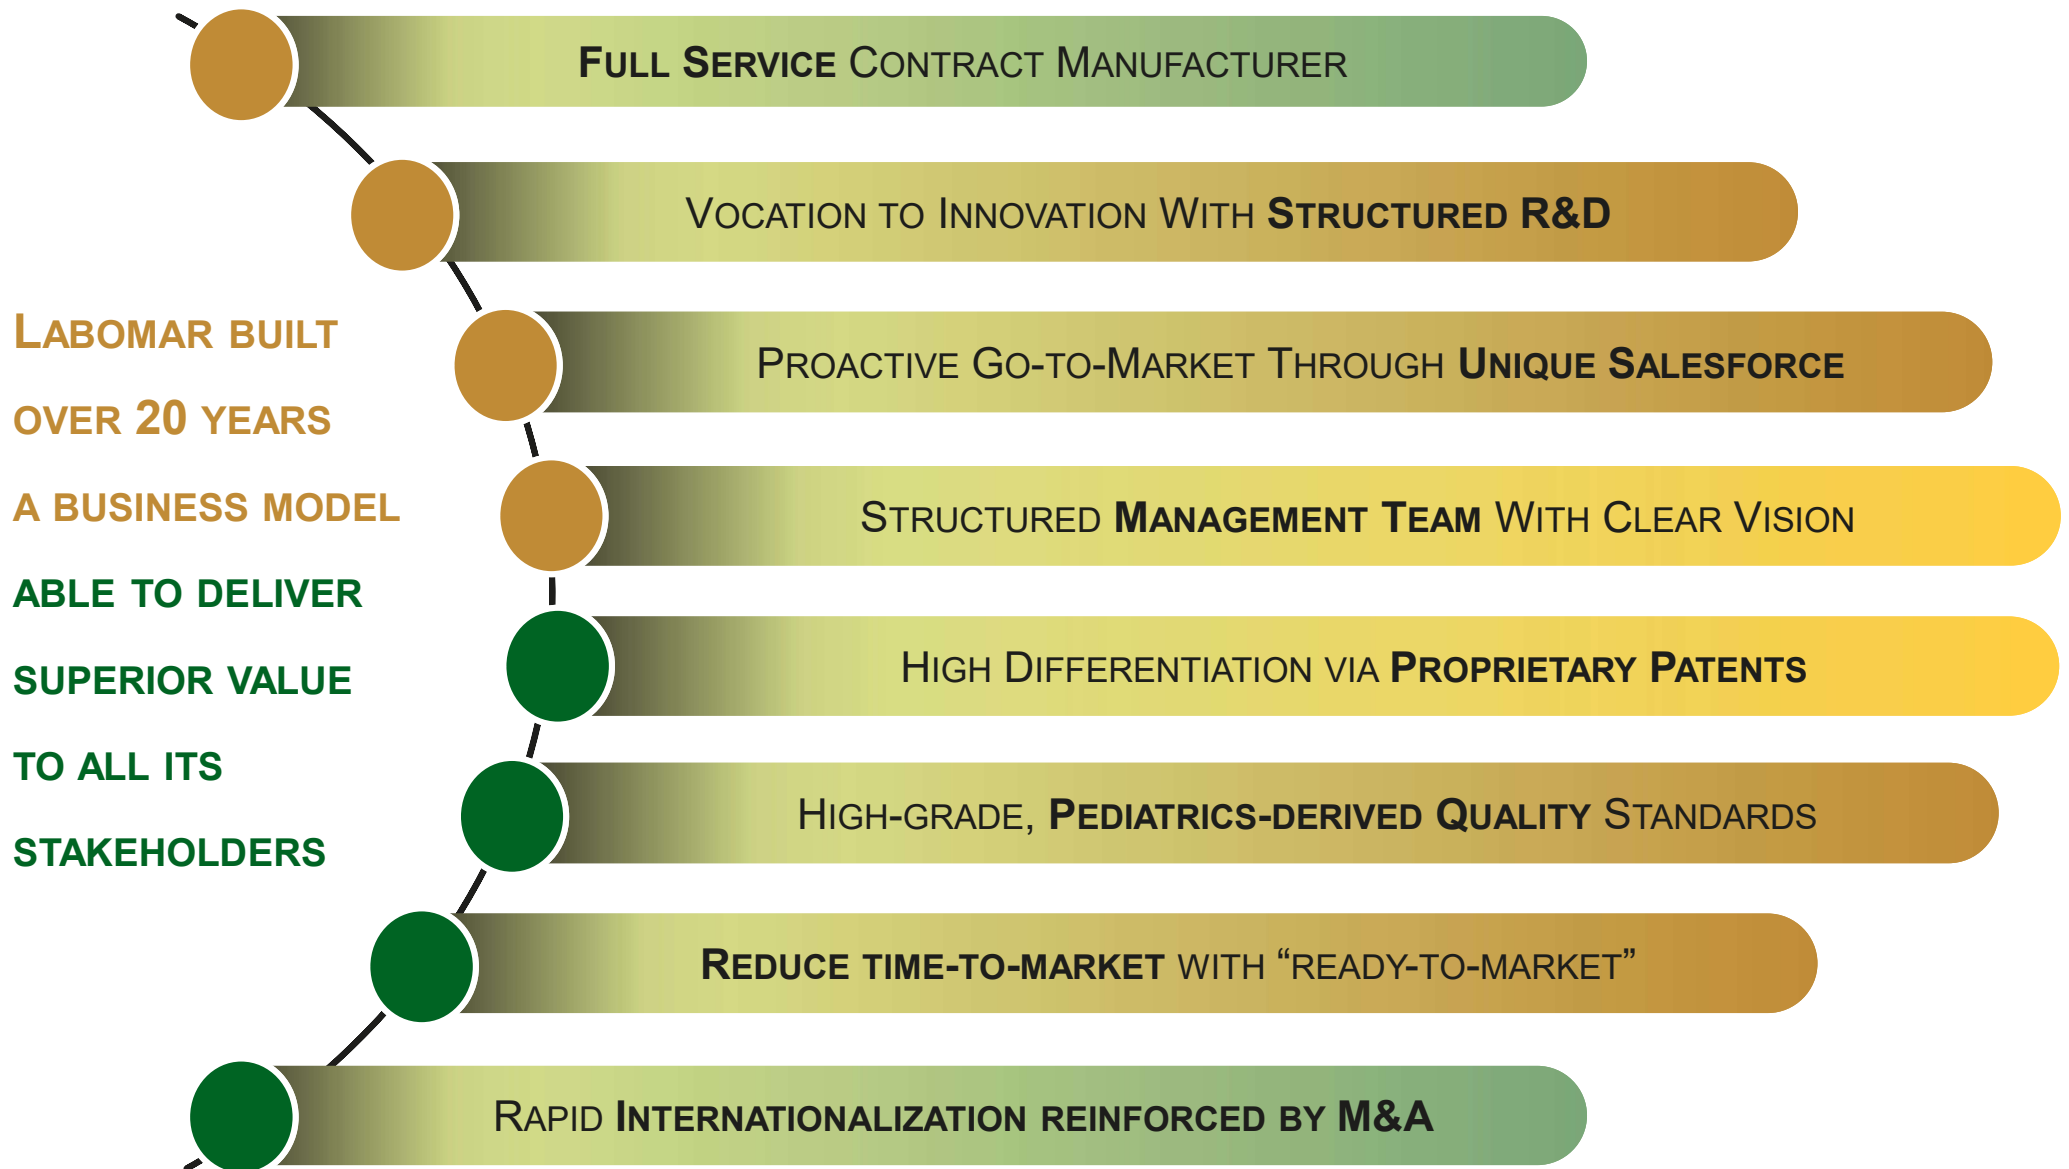 Full Service Contract Manufacturer
Vocation to Innovation With Structured R&D
Proactive Go-to-Market Through Unique Salesforce
Structured Management Team With Clear Vision
High Differentiation via Proprietary Patents
High-grade, Pediatrics-derived Quality Standards
Reduce time-to-market with “ready-to-market”
Rapid Internationalization reinforced by M&A
Labomar built
over 20 years
a business model
able to deliver
superior value
to all its
stakeholders